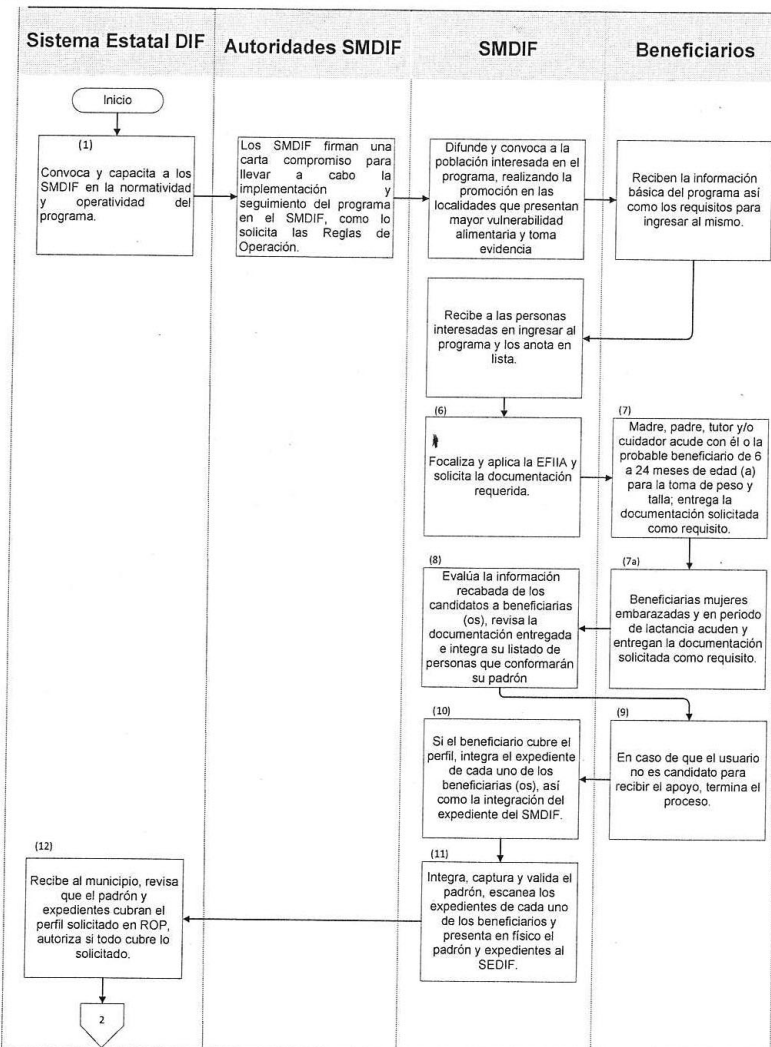 Sistema Estatal DIF
Autoridades SMDIF
SMDIF
Beneficiarios
Inicio
(1)
Convoca y capacita a los
SMDIF en la normatividad
y operatividad del
programa.
Los SMDIF firman una
carta compromiso para
llevar a cabo la
implementación y
seguimiento del programa
en el SMDIF, como lo
solicita las Reglas de
Operación.
Difunde y convoca a la
población interesada en el
programa, realizando la
promoción en las
localidades que presentan
mayor vulnerabilidad
alimentaria y toma
evidencia
Reciben la información
básica del programa así
como los requisitos para
ingresar al mismo.
Recibe a las personas
interesadas en ingresar al
programa y los anota en
lista.
(6)
Focaliza y aplica la EFIIA y
solicita la documentación
requerida.
(7)
Madre, padre, tutor y/o
cuidador acude con él o la
probable beneficiario de 6
a 24 meses de edad (a)
para la toma de peso y
talla; entrega la
documentación solicitada
como requisito.
(7a)
Beneficiarias mujeres
embarazadas y en periodo
de lactancia acuden y
entregan la documentación
solicitada como requisito.
(8)
Evalúa la información
recabada de los
candidatos a beneficiarias
(os), revisa la
documentación entregada
e integra su listado de
personas que conformarán
su padrón
(9)
En caso de que el usuario
no es candidato para
recibir el apoyo, termina el
proceso.
(10)
Si el beneficiario cubre el
perfil, integra el expediente
de cada uno de los
beneficiarias (os), así
como la integración del
expediente del SMDIF.
(11)
Integra, captura y valida el
padrón, escanea los
expedientes de cada uno
de los beneficiarios y
presenta en físico el
padrón y expedientes al
SEDIF.
(12)
Recibe al municipio, revisa
que el padrón y
expedientes cubran el
perfil solicitado en ROP,
autoriza si todo cubre lo
solicitado.
2